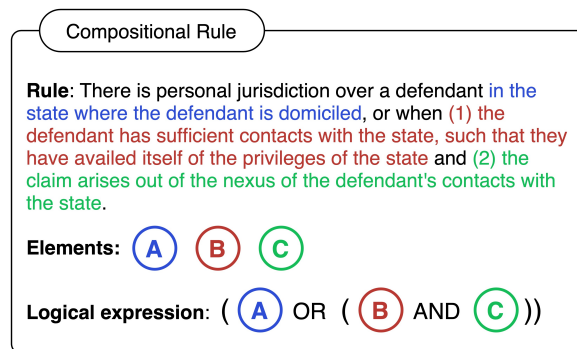 Compositional Rule
Rule: There is personal jurisdiction over a defendant in the
state where the defendant is domiciled, or when (1) the
defendant has sufficient contacts with the state, such that they
have availed itself of the privileges of the state and (2) the
claim arises out of the nexus of the defendant's contacts with
the state.
Elements: A B C
Logical expression: ( A OR ( B AND C ))